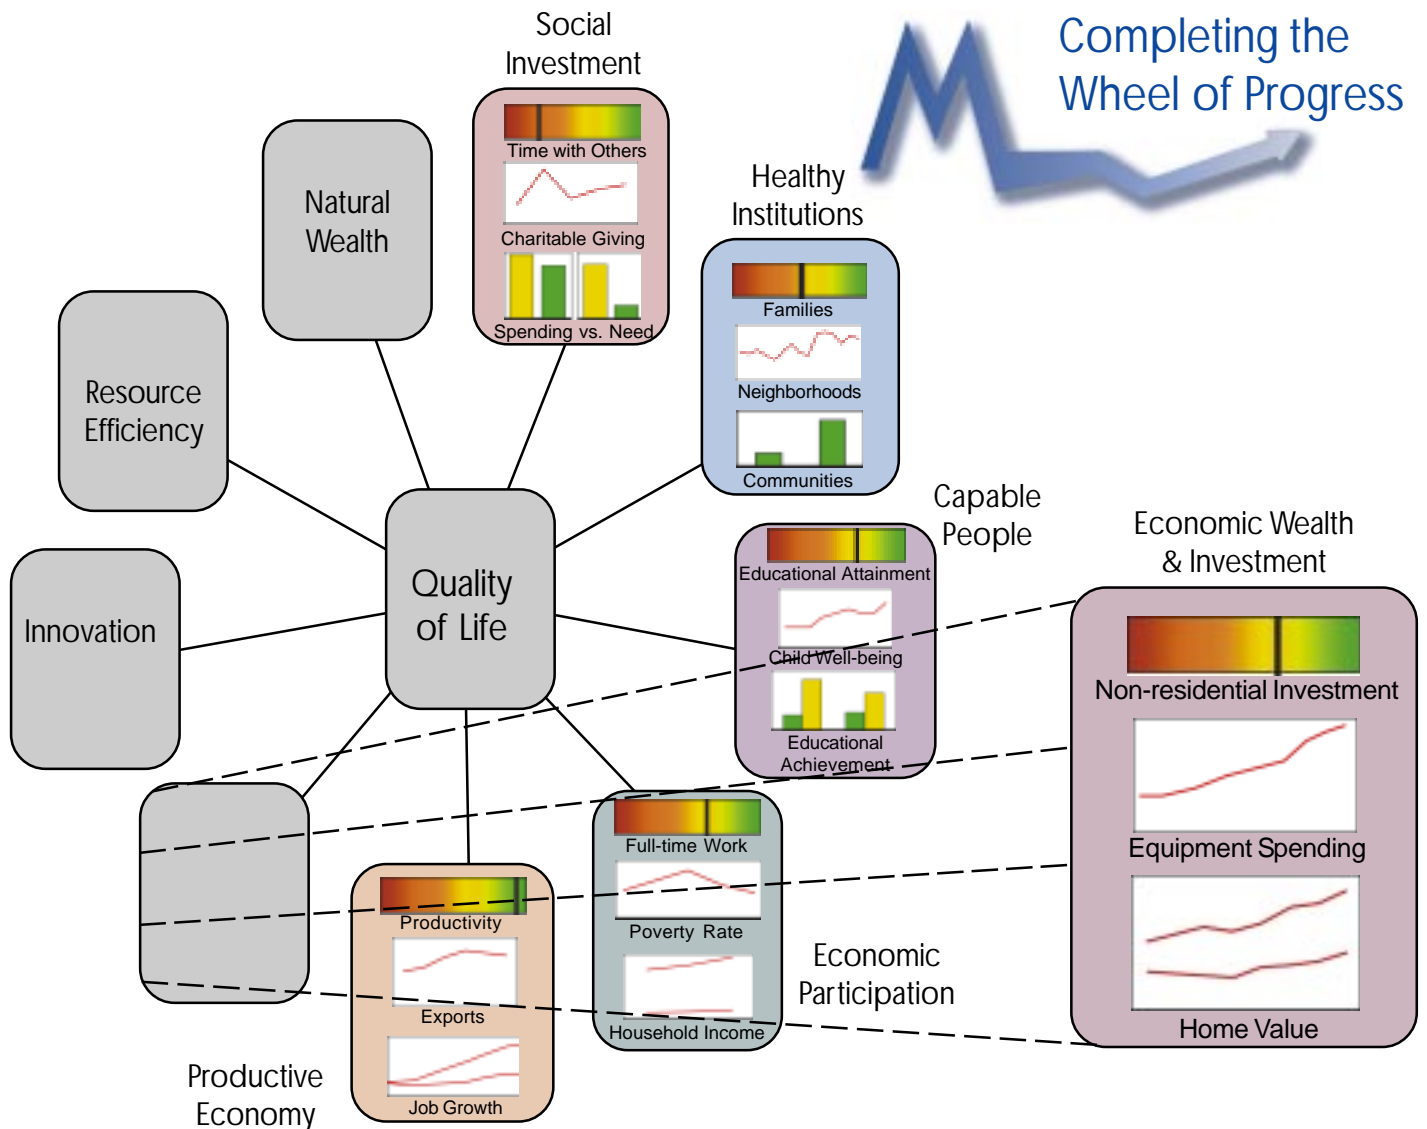 Completing the
Wheel of Progress
Social
Investment
Time with Others
Charitable Giving
Spending vs. Need
Natural
Wealth
Healthy
Institutions
Families
Neighborhoods
Communities
Resource
Efficiency
Capable
People
Educational Attainment
Child Well-being
Educational
Achievement
Economic Wealth
& Investment
Non-residential Investment
Equipment Spending
Home Value
Quality
of Life
Innovation
Full-time Work
Poverty Rate
Household Income
Economic
Participation
Productivity
Exports
Job Growth
Productive
Economy